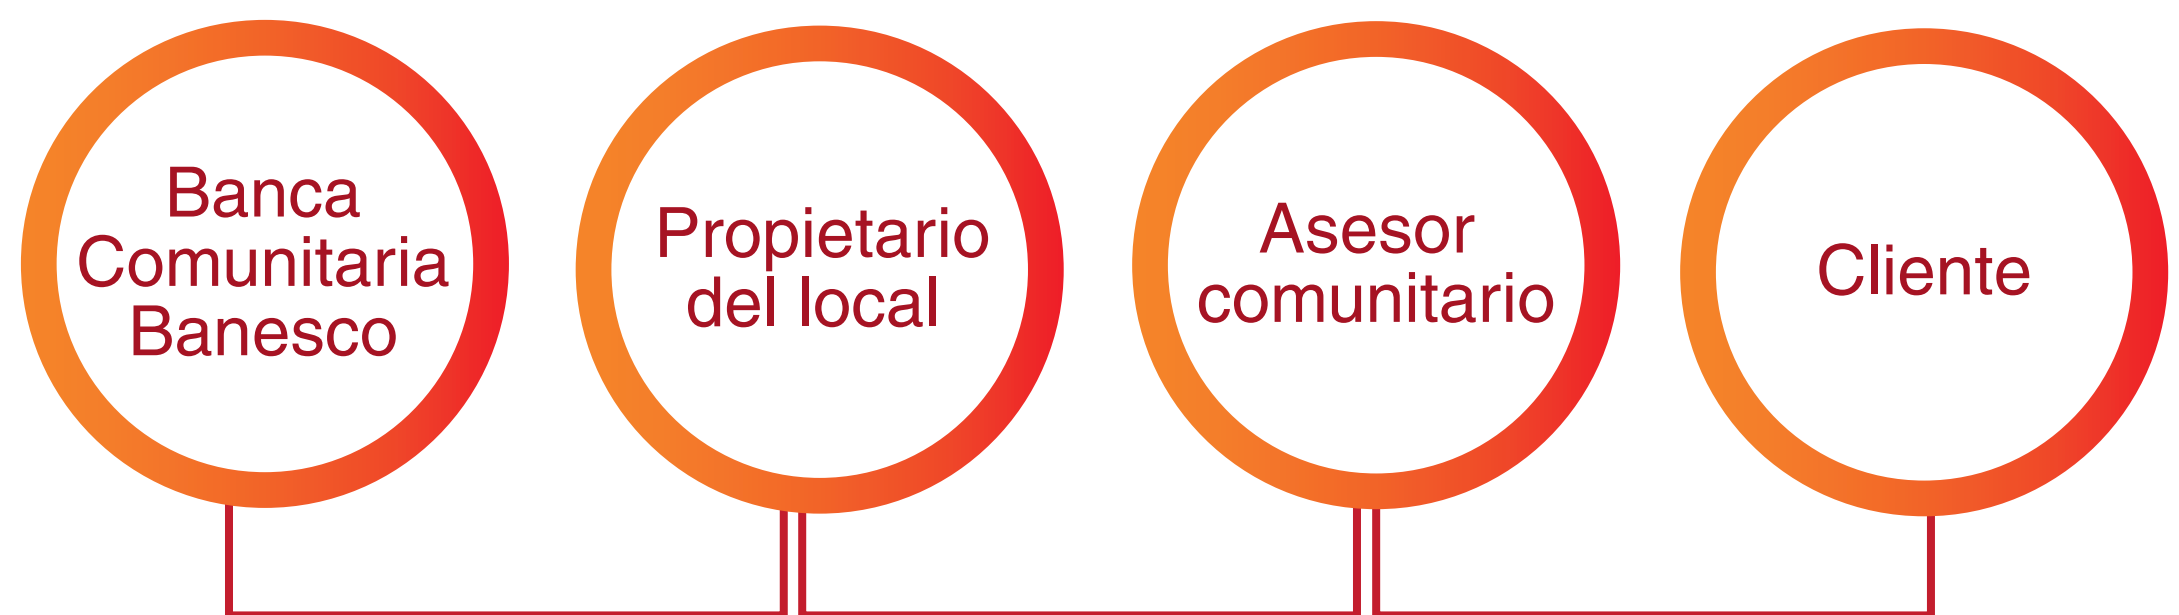 Banca
Comunitaria
Banesco
Propietario
del local
Asesor
comunitario
Cliente